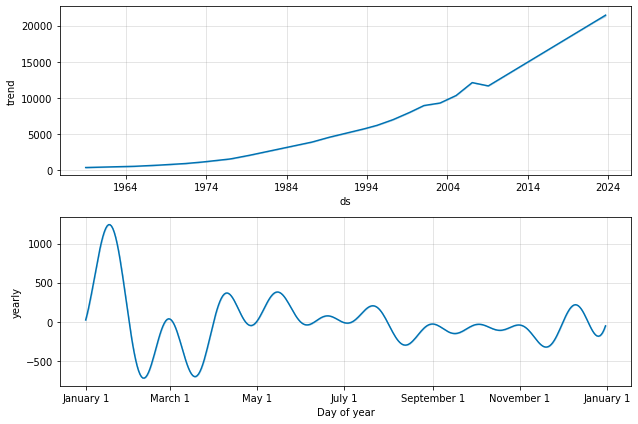 20000
15000
10000
5000
0
trend
1964 1974 1984 1994 2004 2014 2024
ds
1000
500
0
−500
yearly
January 1 March 1 May 1 July 1 September 1 November 1 January 1
Day of year